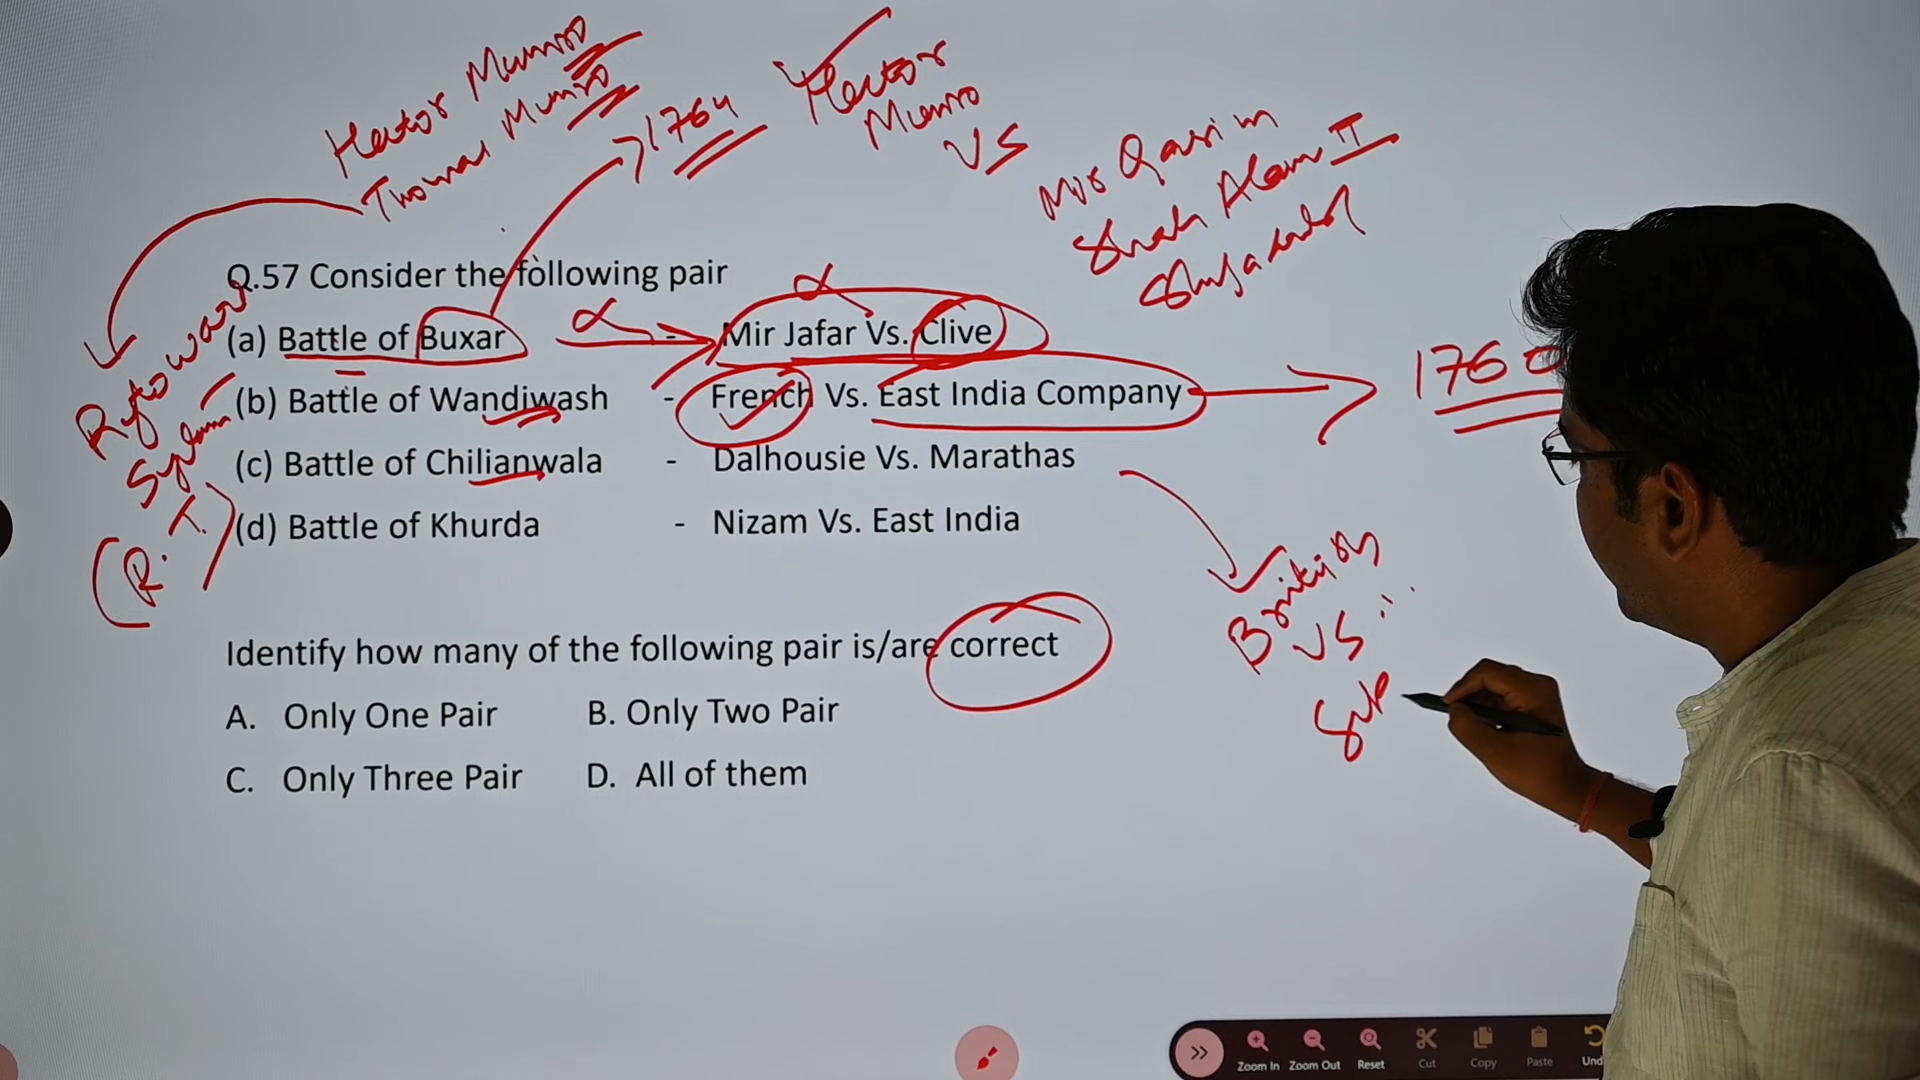 Hector Munro
Thomas Munro
1764
Hector
Munro
VS
Mir Qasim
Shah Alam II
Q.57 Consider the following pair
(a) Battle of Buxar - Mir Jafar Vs. Clive
(b) Battle of Wandiwash - French Vs. East India Company
1760
(c) Battle of Chilianwala - Dalhousie Vs. Marathas
(d) Battle of Khurda - Nizam Vs. East India
(R.T.)
British
VS
Identify how many of the following pair is/are correct
A. Only One Pair B. Only Two Pair
C. Only Three Pair D. All of them
Zoom In Zoom Out Reset Cut Copy Paste Und